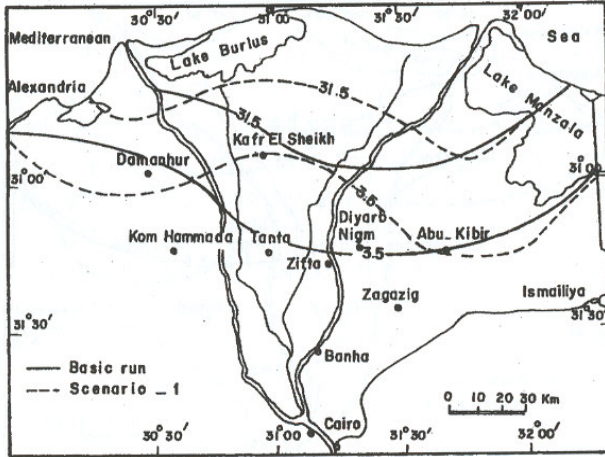 30° 30'
31° 00'
31° 30'
32° 00'
Mediterranean
Sea
Lake Burlus
Alexandria
Lake Manzala
31.5
31.5
Kafr El Sheikh
Damanhur
31° 00'
31° 00'
3.5
Diyarb
Nigm
Abu_Kibir
Kom Hammada
Tanta
3.5
Zifta
Zagazig
Ismailiya
31° 30'
31° 30'
Basic run
Scenario _ 1
Banha
0 10 20 30 Km
Cairo
30° 30'
31° 00'
31° 30'
32° 00'